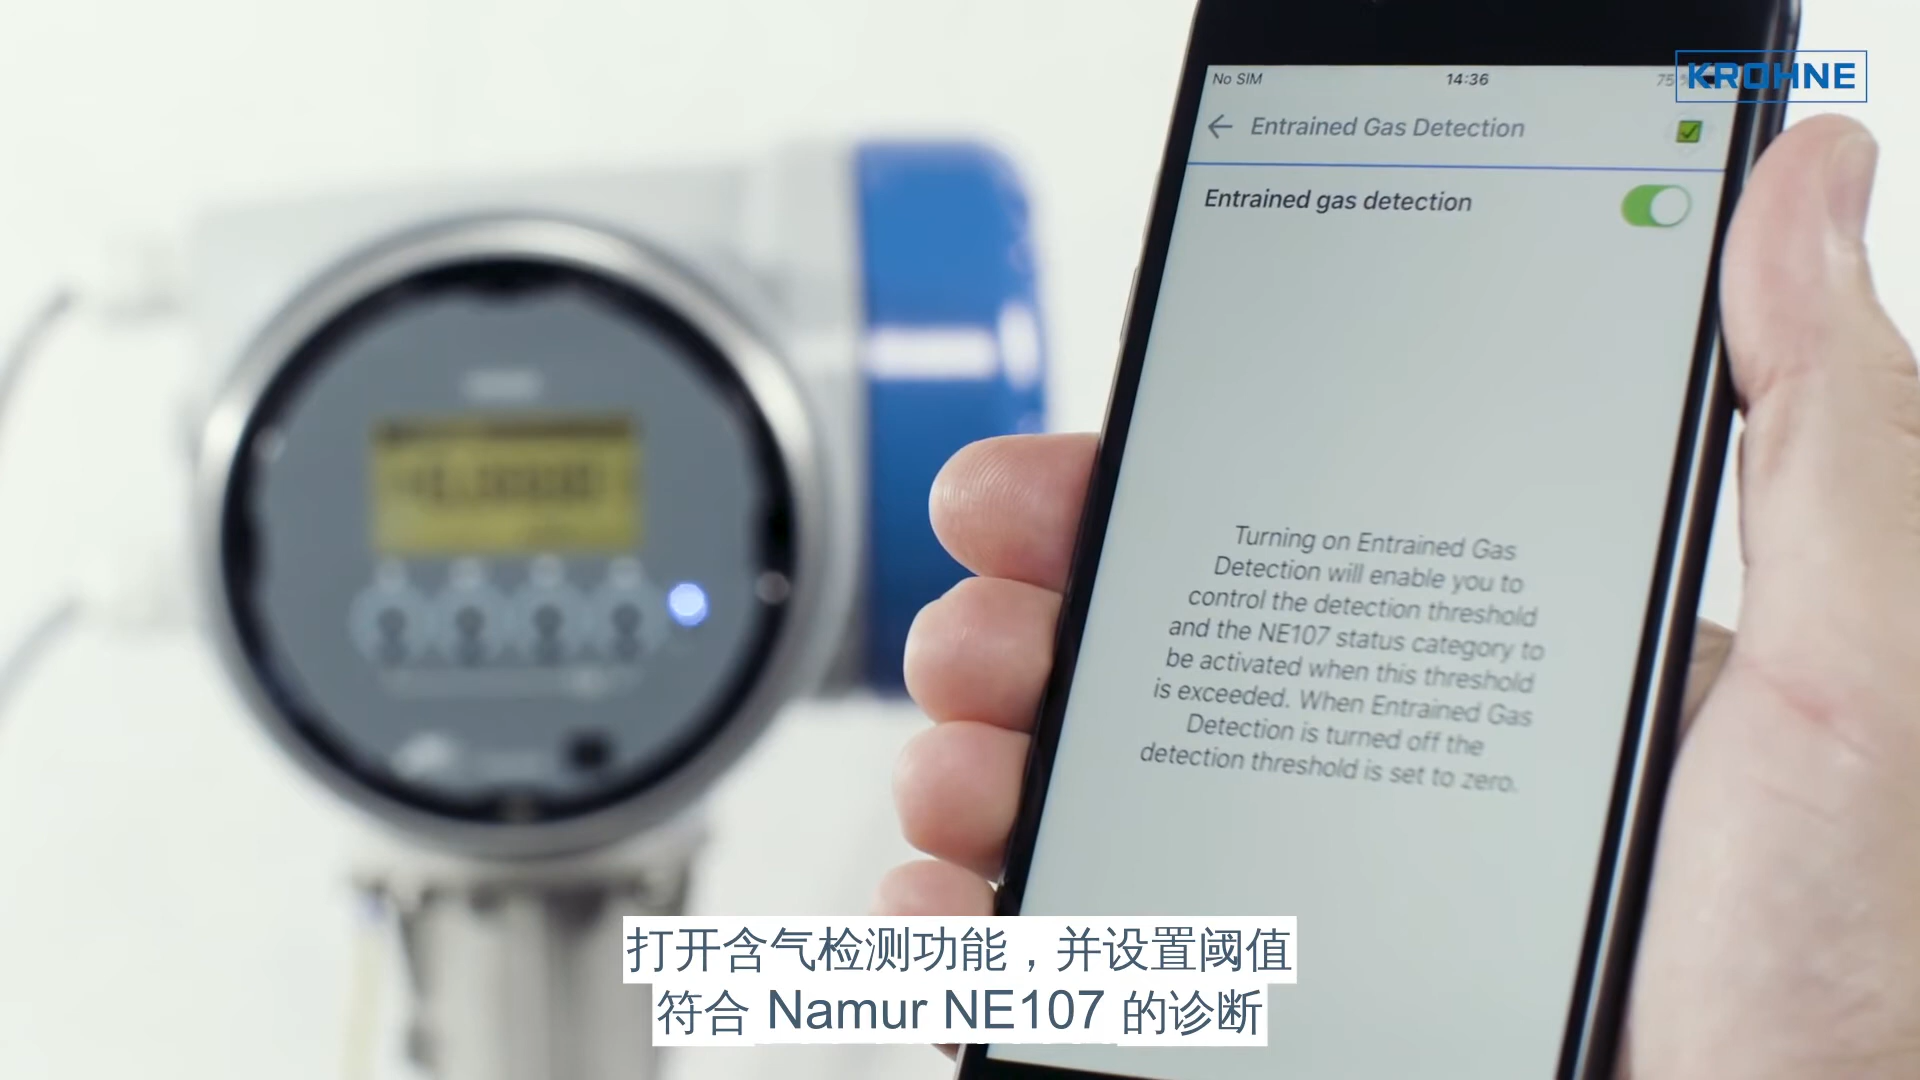 KROHNE
No SIM 14:36
Entrained Gas Detection
Entrained gas detection
Turning on Entrained Gas
Detection will enable you to
control the detection threshold
and the NE107 status category to
be activated when this threshold
is exceeded. When Entrained Gas
Detection is turned off the
detection threshold is set to zero.
打开含气检测功能，并设置阈值
符合 Namur NE107 的诊断